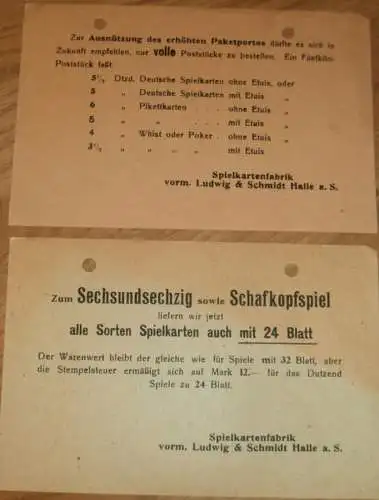 Zur Ausnützung des erhöhten Paketportos dürfte es sich in
Zukunft empfehlen, nur volle Poststücke zu bestellen. Ein Fünfkilo-
Poststück faßt
5½ Dtzd. Deutsche Spielkarten ohne Etuis, oder
5 „ Deutsche Spielkarten mit Etuis „
6 „ Pikettkarten . . ohne Etuis „
5 „ „ . . mit Etuis „
4 „ Whist oder Poker . ohne Etuis „
3½ „ „ „ „ . mit Etuis
Spielkartenfabrik
vorm. Ludwig & Schmidt Halle a. S.
Zum Sechsundsechzig sowie Schafkopfspiel
liefern wir jetzt
alle Sorten Spielkarten auch mit 24 Blatt
Der Warenwert bleibt der gleiche wie für Spiele mit 32 Blatt, aber
die Stempelsteuer ermäßigt sich auf Mark 12.— für das Dutzend
Spiele zu 24 Blatt.
Spielkartenfabrik
vorm. Ludwig & Schmidt Halle a. S.